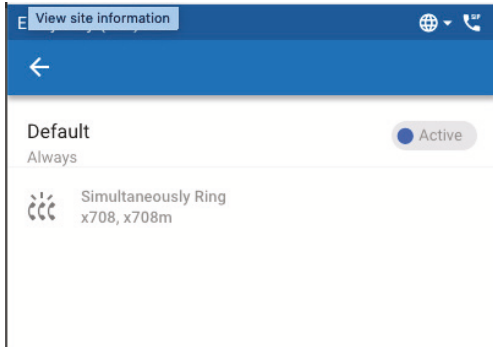 View site information
Default
Active
Always
Simultaneously Ring
x708, x708m